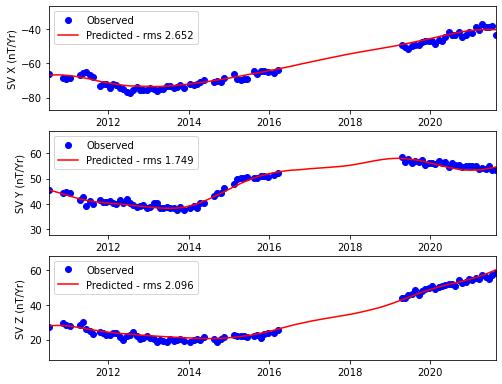 SV X (nT/Yr)
−40
−60
−80
Observed
Predicted - rms 2.652
2012
2014
2016
2018
2020
SV Y (nT/Yr)
60
50
40
30
Observed
Predicted - rms 1.749
2012
2014
2016
2018
2020
SV Z (nT/Yr)
60
40
20
Observed
Predicted - rms 2.096
2012
2014
2016
2018
2020